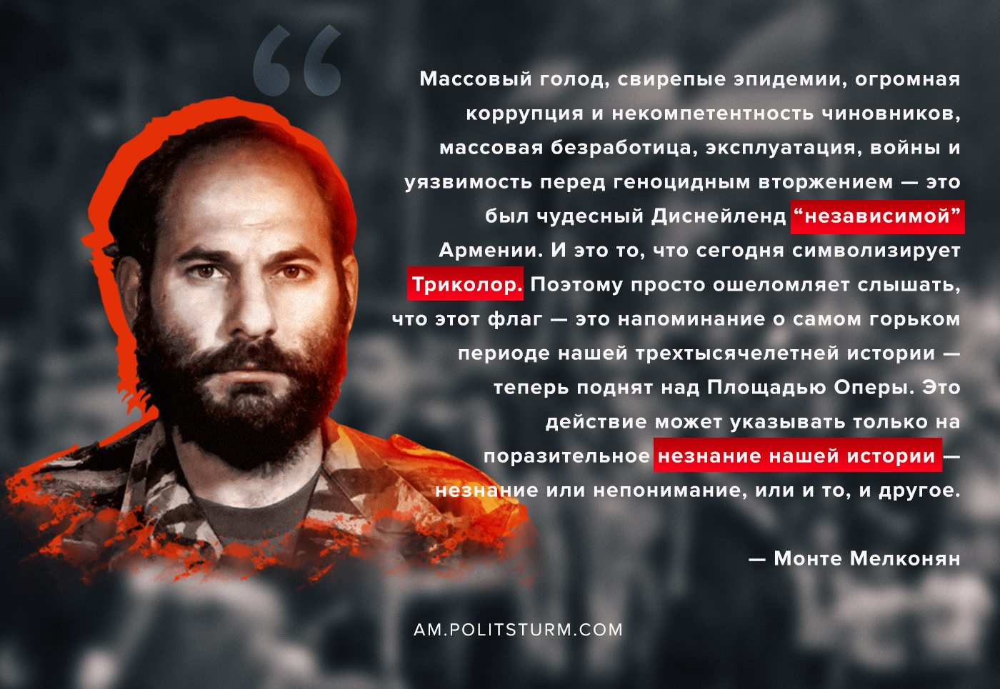 “
Массовый голод, свирепые эпидемии, огромная
коррупция и некомпетентность чиновников,
массовая безработица, эксплуатация, войны и
уязвимость перед геноцидным вторжением — это
был чудесный Диснейленд “независимой”
Армении. И это то, что сегодня символизирует
Триколор. Поэтому просто ошеломляет слышать,
что этот флаг — это напоминание о самом горьком
периоде нашей трехтысячелетней истории —
теперь поднят над Площадью Оперы. Это
действие может указывать только на
поразительное незнание нашей истории —
незнание или непонимание, или и то, и другое.
— Монте Мелконян
AM.POLITSTURM.COM